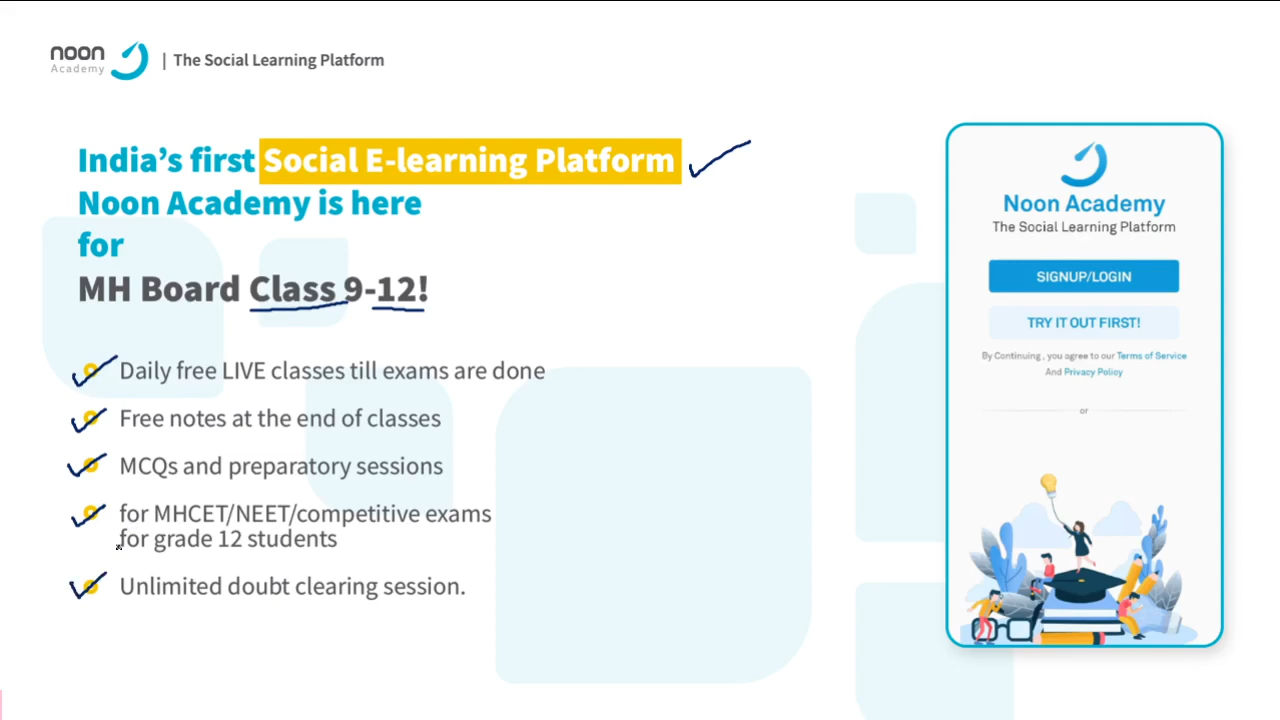 noon
Academy
| The Social Learning Platform
India's first Social E-learning Platform
Noon Academy is here
for
MH Board Class 9-12!
Daily free LIVE classes till exams are done
Free notes at the end of classes
MCQs and preparatory sessions
for MHCET/NEET/competitive exams
for grade 12 students
Unlimited doubt clearing session.
Noon Academy
The Social Learning Platform
SIGNUP/LOGIN
TRY IT OUT FIRST!
By Continuing , you agree to our Terms of Service
And Privacy Policy
or